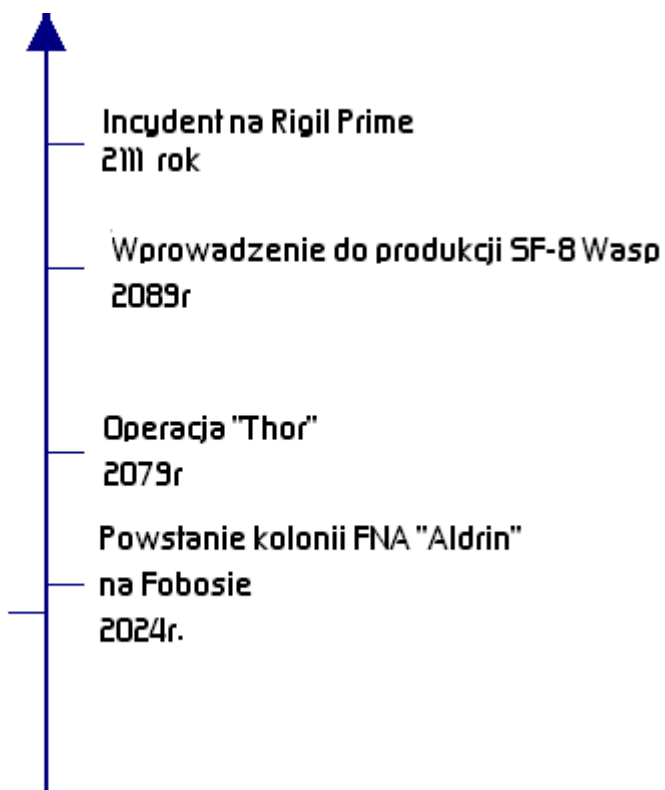 Incydent na Rigil Prime
2111 rok
Wprowadzenie do produkcji SF-8 Wasp
2089r
Operacja "Thor"
2079r
Powstanie kolonii FNA "Aldrin"
na Fobosie
2024r.